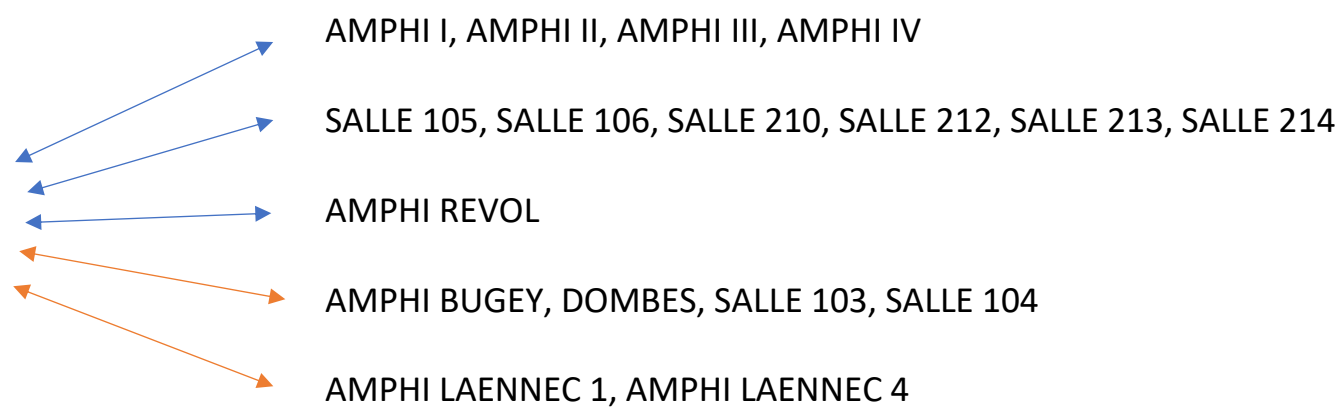 AMPHI I, AMPHI II, AMPHI III, AMPHI IV
SALLE 105, SALLE 106, SALLE 210, SALLE 212, SALLE 213, SALLE 214
AMPHI REVOL
AMPHI BUGEY, DOMBES, SALLE 103, SALLE 104
AMPHI LAENNEC 1, AMPHI LAENNEC 4